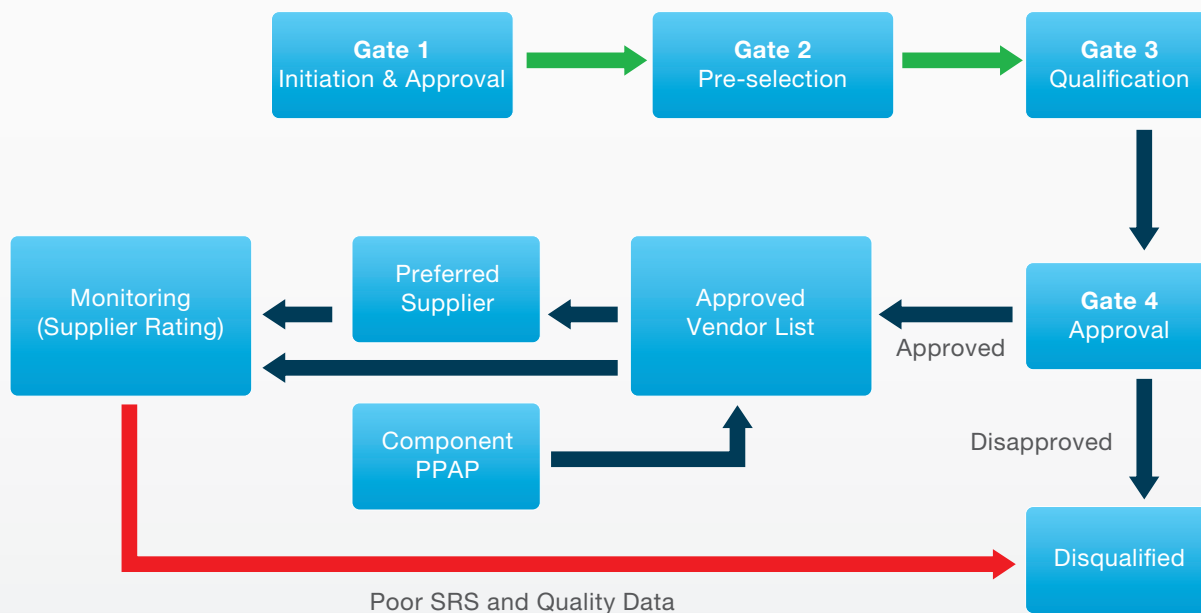 Gate 1
Initiation & Approval
Gate 2
Pre-selection
Gate 3
Qualification
Monitoring
(Supplier Rating)
Preferred
Supplier
Approved
Vendor List
Approved
Gate 4
Approval
Component
PPAP
Disapproved
Disqualified
Poor SRS and Quality Data